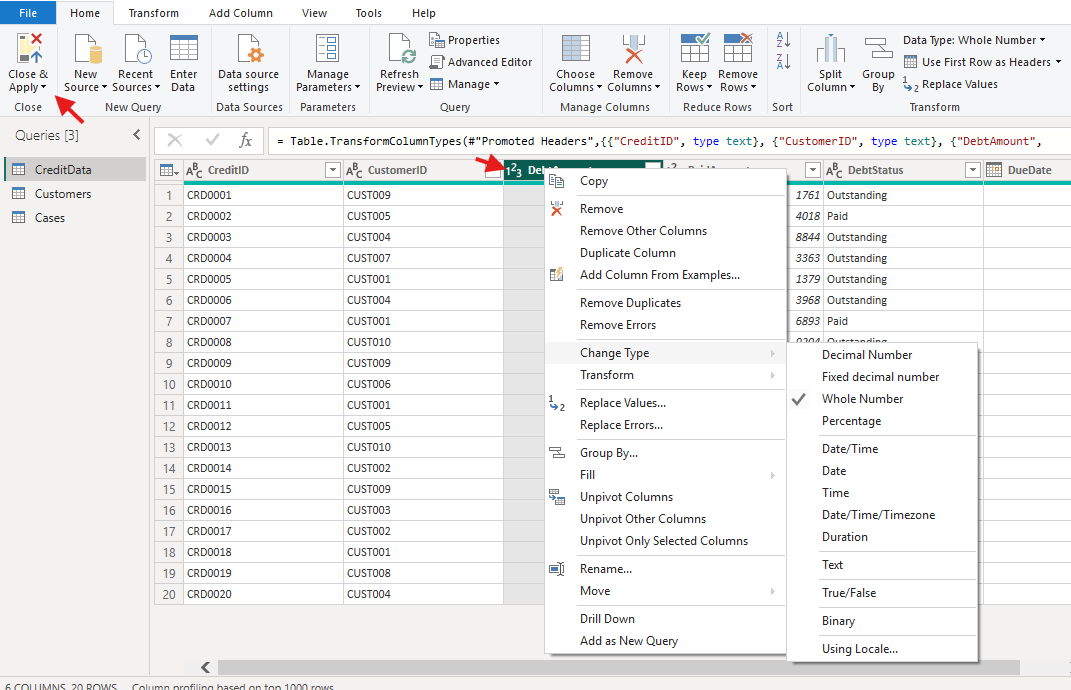 File Home Transform Add Column View Tools Help
Close & Apply
New Source
Recent Sources
Enter Data
Data source settings
Manage Parameters
Refresh Preview
Properties
Advanced Editor
Manage
Choose Columns
Remove Columns
Keep Rows
Remove Rows
A Z
Z A
Split Column
Group By
Data Type: Whole Number
Use First Row as Headers
1 2 Replace Values
Close New Query Data Sources Parameters Query Manage Columns Reduce Rows Sort Transform
Queries [3]
CreditData
Customers
Cases
fx = Table.TransformColumnTypes(#"Promoted Headers",{{"CreditID", type text}, {"CustomerID", type text}, {"DebtAmount",
ABC CreditID ABC CustomerID 123 ABC DebtStatus DueDate
1 CRD0001 CUST009 1761 Outstanding
2 CRD0002 CUST005 4018 Paid
3 CRD0003 CUST004 8844 Outstanding
4 CRD0004 CUST007 3363 Outstanding
5 CRD0005 CUST001 1379 Outstanding
6 CRD0006 CUST004 3968 Outstanding
7 CRD0007 CUST001 6893 Paid
8 CRD0008 CUST010 Outstanding
9 CRD0009 CUST009
10 CRD0010 CUST006
11 CRD0011 CUST001
12 CRD0012 CUST005
13 CRD0013 CUST010
14 CRD0014 CUST002
15 CRD0015 CUST009
16 CRD0016 CUST003
17 CRD0017 CUST002
18 CRD0018 CUST001
19 CRD0019 CUST008
20 CRD0020 CUST004
Copy
Remove
Remove Other Columns
Duplicate Column
Add Column From Examples...
Remove Duplicates
Remove Errors
Change Type
Transform
1 2 Replace Values...
Replace Errors...
Group By...
Fill
Unpivot Columns
Unpivot Other Columns
Unpivot Only Selected Columns
Rename...
Move
Drill Down
Add as New Query
Decimal Number
Fixed decimal number
Whole Number
Percentage
Date/Time
Date
Time
Date/Time/Timezone
Duration
Text
True/False
Binary
Using Locale...
6 COLUMNS, 20 ROWS Column profiling based on top 1000 rows